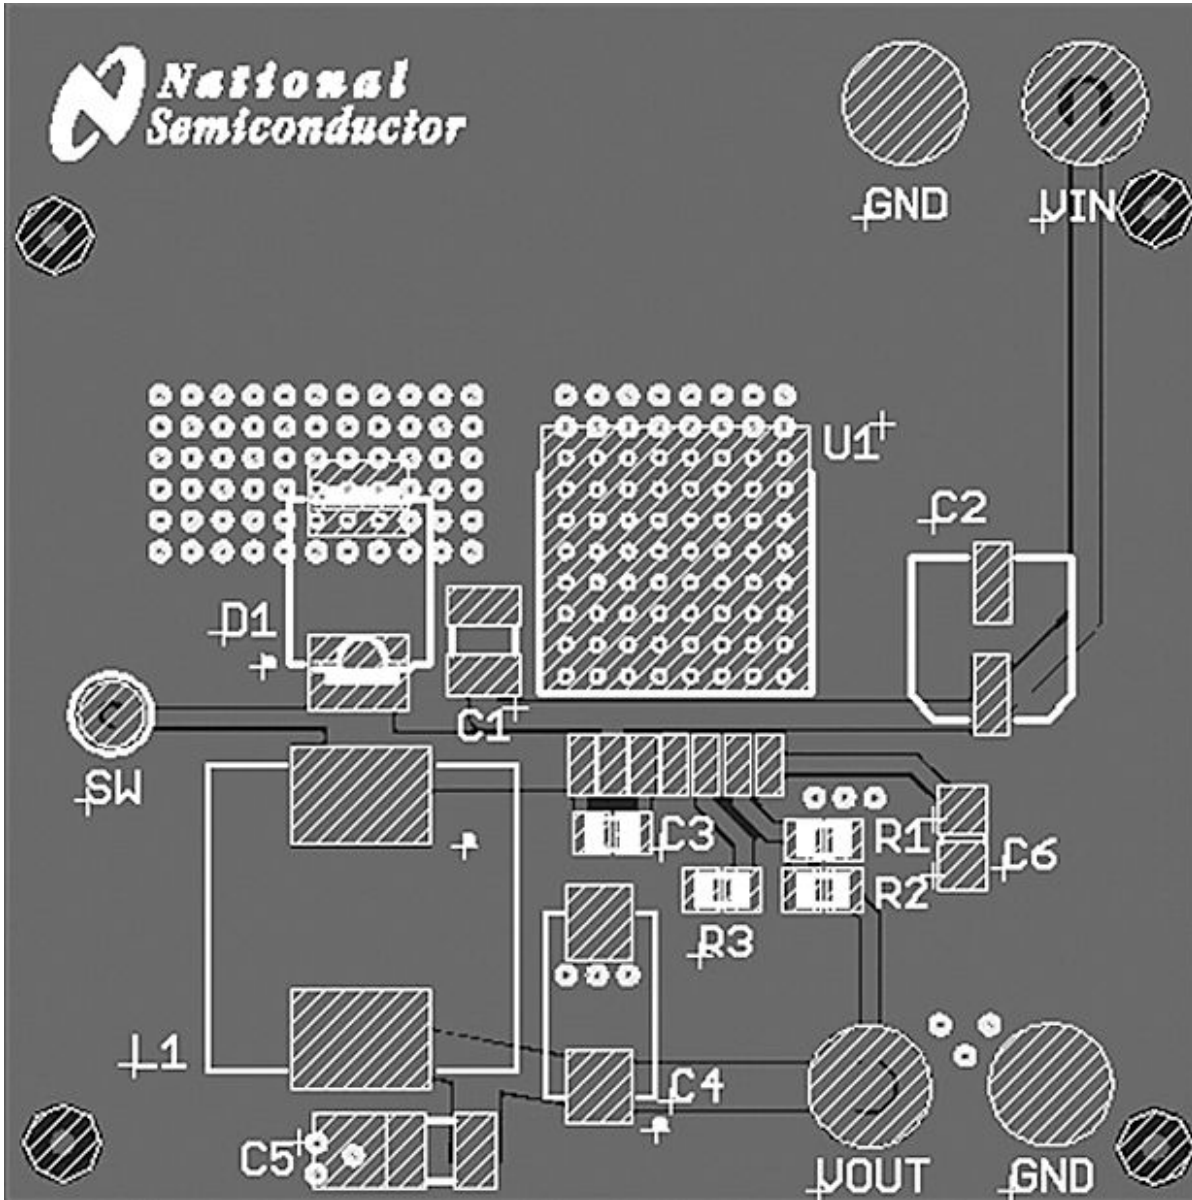 National
Semiconductor
GND
VIN
U1
C2
D1
C1
SW
C3
R1
C6
R2
R3
L1
C4
C5
VOUT
GND